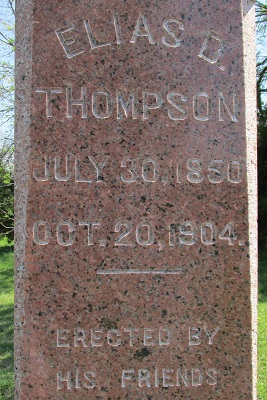 ELIAS D.
THOMPSON
JULY 30, 1850
OCT. 20, 1904.
ERECTED BY
HIS FRIENDS